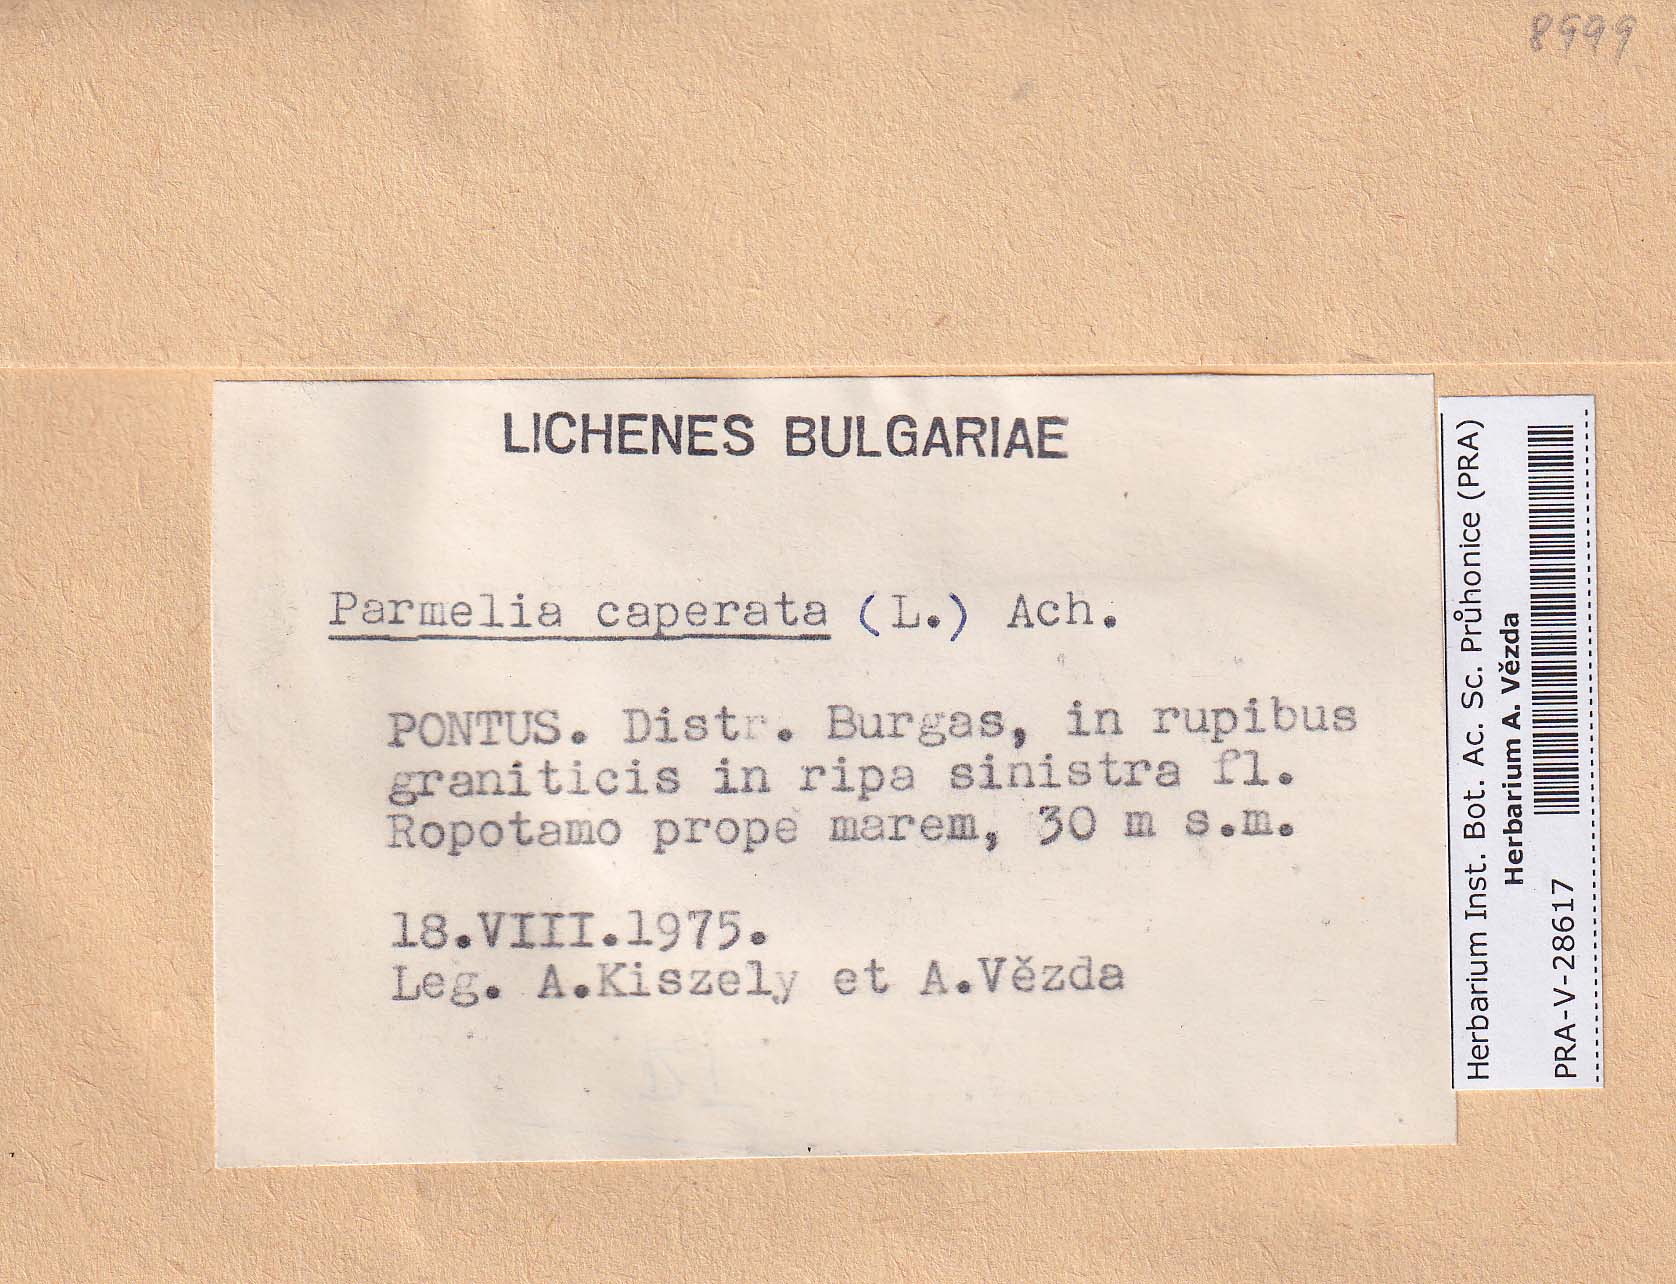 8999
LICHENES BULGARIAE
Parmelia caperata (L.) Ach.
PONTUS. Distr. Burgas, in rupibus
graniticis in ripa sinistra fl.
Ropotamo prope marem, 30 m s.m.
18.VIII.1975.
Leg. A.Kiszely et A.Vězda
Herbarium Inst. Bot. Ac. Sc. Průhonice (PRA)
Herbarium A. Vězda
PRA-V-28617